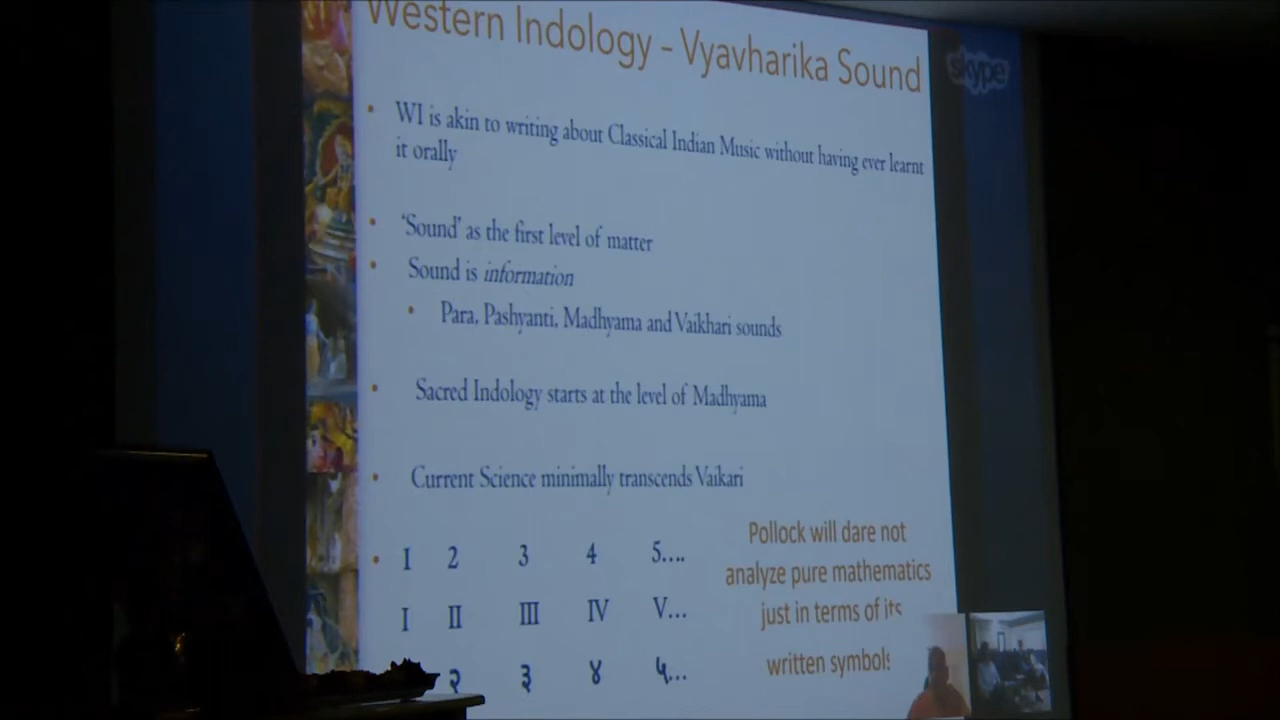 Western Indology – Vyavharika Sound
skype
• WI is akin to writing about Classical Indian Music without having ever learnt
it orally
• 'Sound' as the first level of matter
• Sound is information
• Para, Pashyanti, Madhyama and Vaikhari sounds
• Sacred Indology starts at the level of Madhyama
• Current Science minimally transcends Vaikari
• I 2 3 4 5....
I II III IV V...
२ ३ ४ ५...
Pollock will dare not
analyze pure mathematics
just in terms of its
written symbols